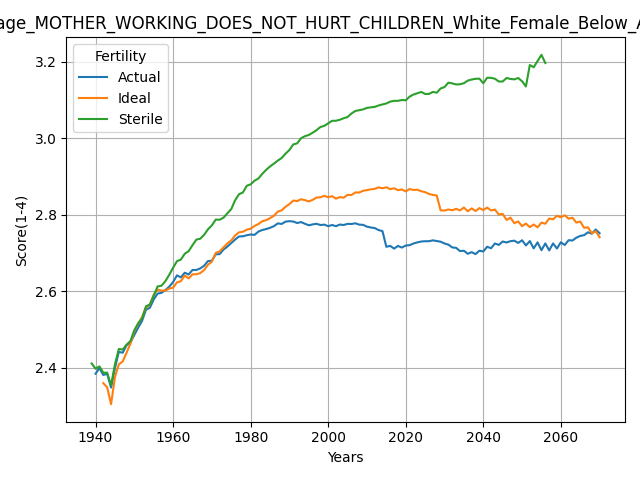 age_MOTHER_WORKING_DOES_NOT_HURT_CHILDREN_White_Female_Below_A
Fertility
Actual
Ideal
Sterile
Score(1-4)
3.2
3.0
2.8
2.6
2.4
1940 1960 1980 2000 2020 2040 2060
Years